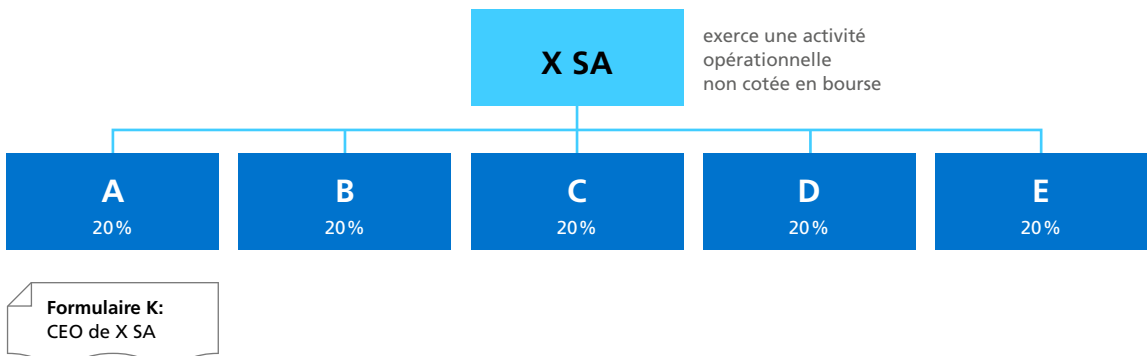 X SA
exerce une activité
opérationnelle
non cotée en bourse
A
20%
B
20%
C
20%
D
20%
E
20%
Formulaire K:
CEO de X SA